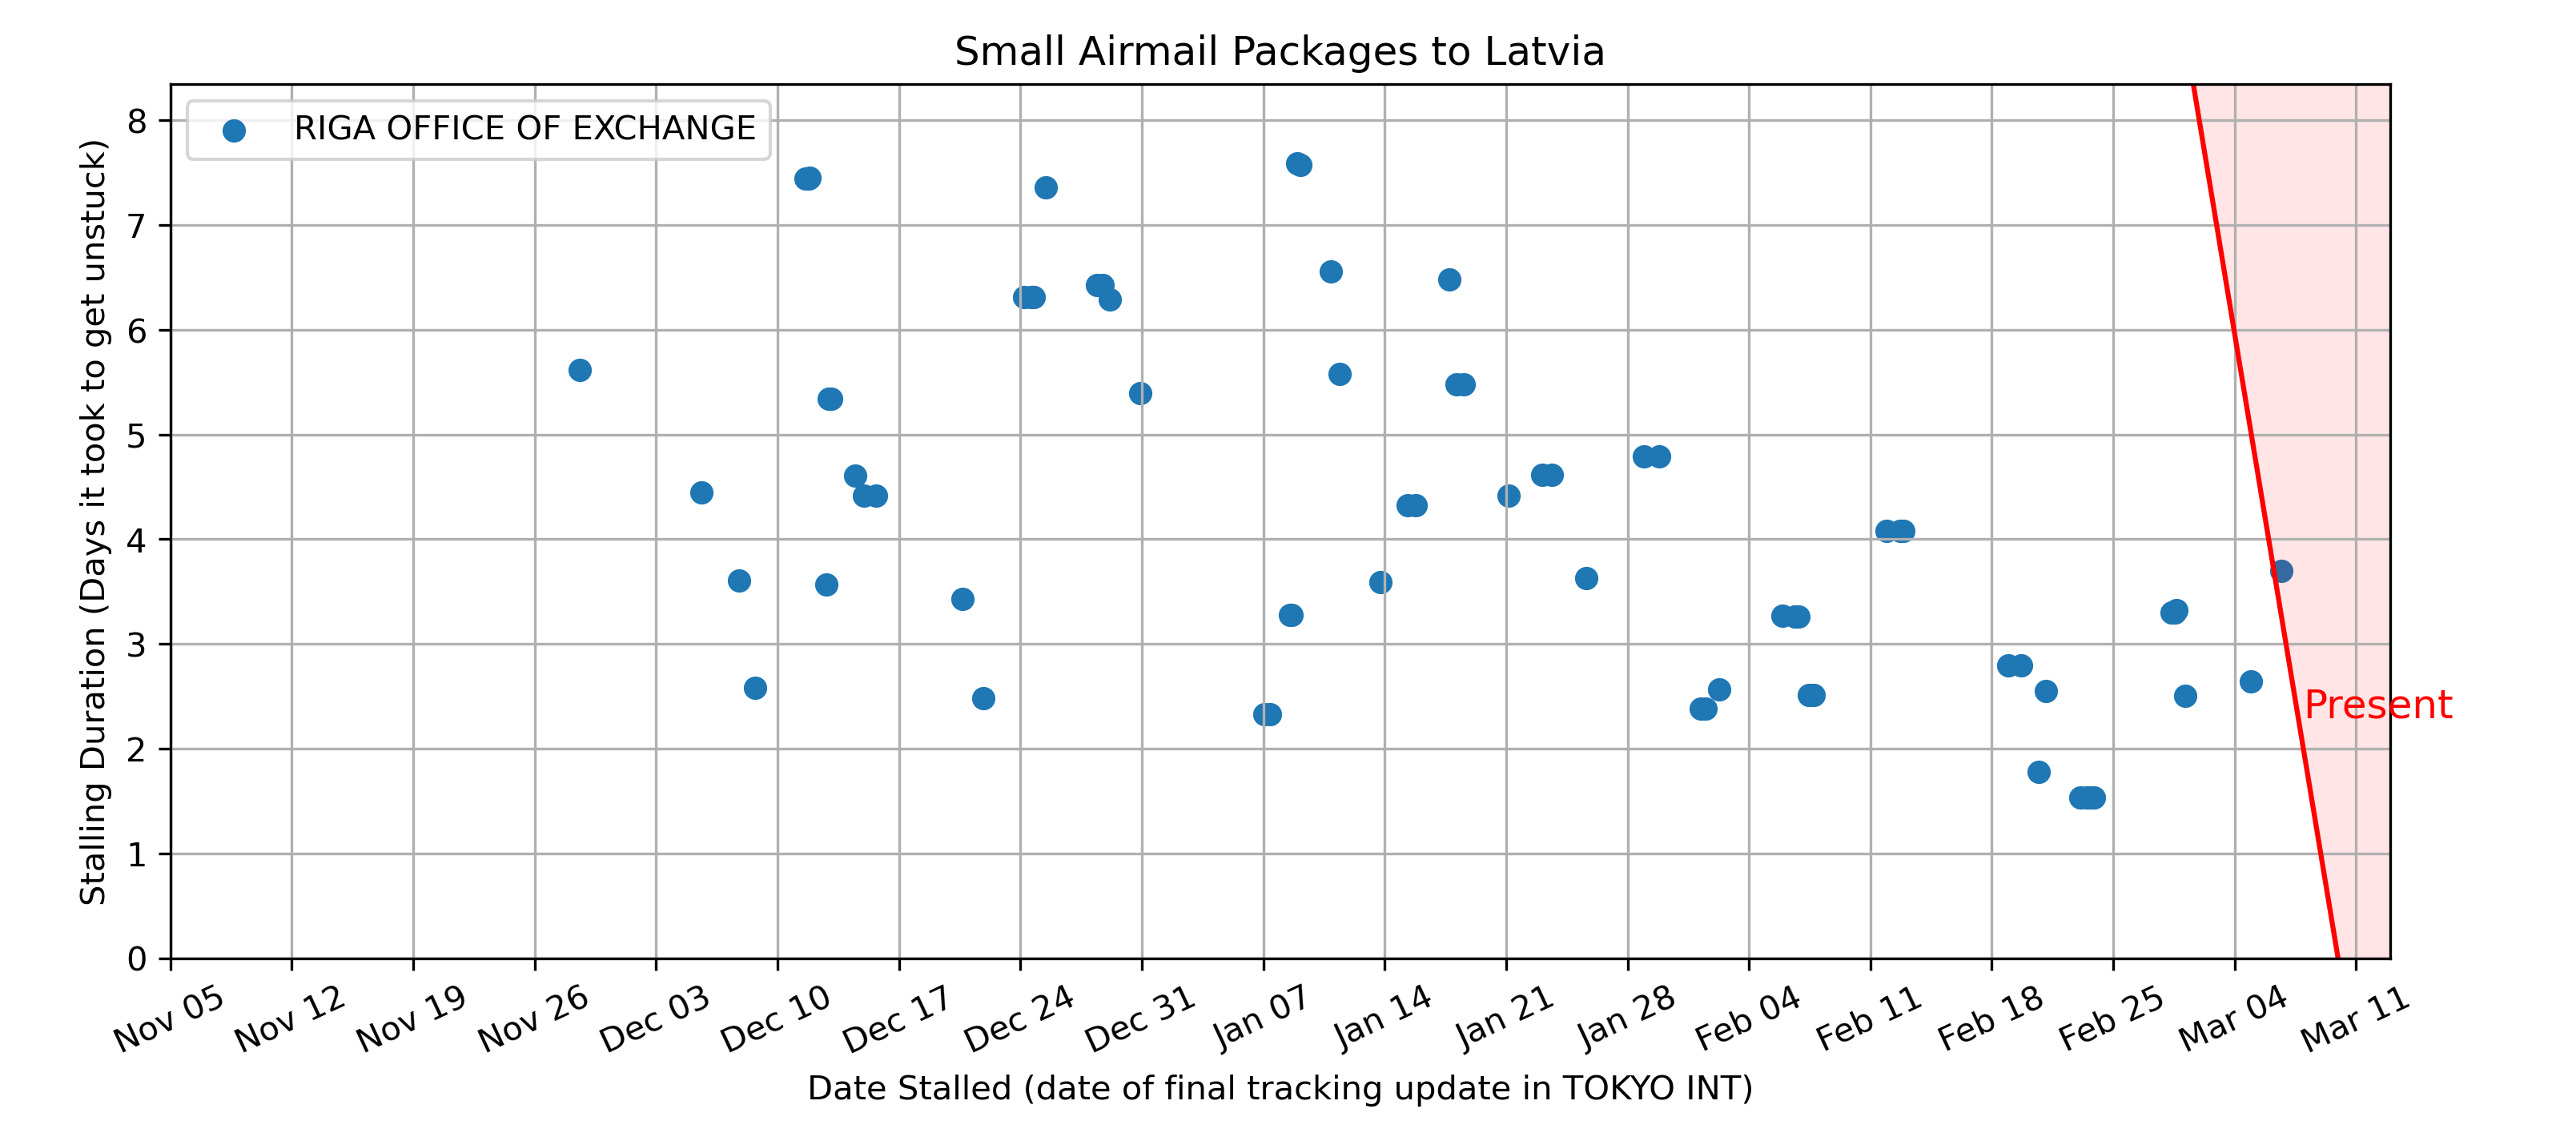 Small Airmail Packages to Latvia
RIGA OFFICE OF EXCHANGE
Stalling Duration (Days it took to get unstuck)
8
7
6
5
4
3
2
1
0
Present
Nov 05
Nov 12
Nov 19
Nov 26
Dec 03
Dec 10
Dec 17
Dec 24
Dec 31
Jan 07
Jan 14
Jan 21
Jan 28
Feb 04
Feb 11
Feb 18
Feb 25
Mar 04
Mar 11
Date Stalled (date of final tracking update in TOKYO INT)